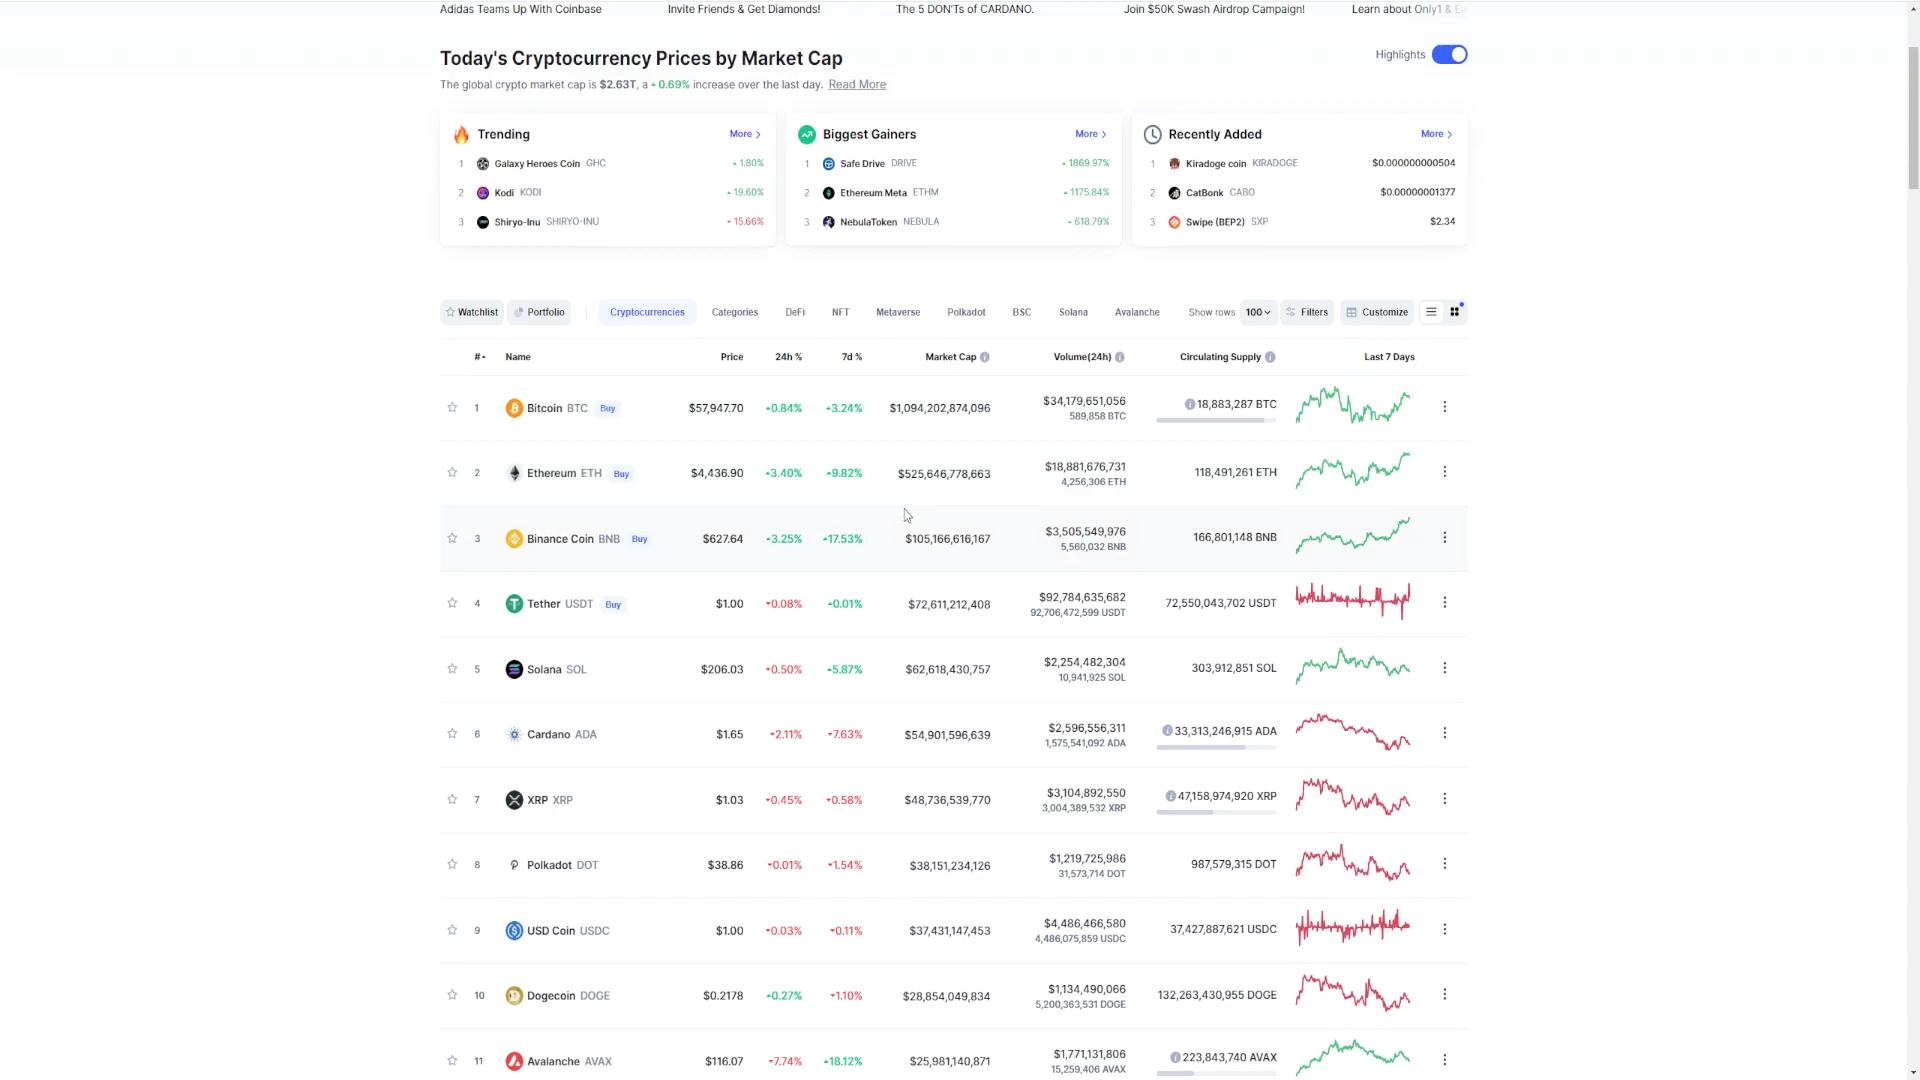 Adidas Teams Up With Coinbase Invite Friends & Get Diamonds! The 5 DON'Ts of CARDANO. Join $50K Swash Airdrop Campaign! Learn about Only1 & Ea
Today's Cryptocurrency Prices by Market Cap
Highlights
The global crypto market cap is $2.63T, a 0.69% increase over the last day. Read More
Trending More
1 Galaxy Heroes Coin GHC 1.80%
2 Kodi KODI 19.60%
3 Shiryo-Inu SHIRYO-INU 15.66%
Biggest Gainers More
1 Safe Drive DRIVE 1869.97%
2 Ethereum Meta ETHM 1175.84%
3 NebulaToken NEBULA 618.79%
Recently Added More
1 Kiradoge coin KIRADOGE $0.000000000504
2 CatBonk CABO $0.00000001377
3 Swipe (BEP2) SXP $2.34
Watchlist Portfolio Cryptocurrencies Categories DeFi NFT Metaverse Polkadot BSC Solana Avalanche Show rows 100 Filters Customize
# Name Price 24h % 7d % Market Cap Volume(24h) Circulating Supply Last 7 Days
1 Bitcoin BTC Buy $57,947.70 0.84% 3.24% $1,094,202,874,096 $34,179,651,056 18,883,287 BTC
589,858 BTC
2 Ethereum ETH Buy $4,436.90 3.40% 9.82% $525,646,778,663 $18,881,676,731 118,491,261 ETH
4,256,306 ETH
3 Binance Coin BNB Buy $627.64 3.25% 17.53% $105,166,616,167 $3,505,549,976 166,801,148 BNB
5,560,032 BNB
4 Tether USDT Buy $1.00 0.08% 0.01% $72,611,212,408 $92,784,635,682 72,550,043,702 USDT
92,706,472,599 USDT
5 Solana SOL $206.03 0.50% 5.87% $62,618,430,757 $2,254,482,304 303,912,851 SOL
10,941,925 SOL
6 Cardano ADA $1.65 2.11% 7.63% $54,901,596,639 $2,596,556,311 33,313,246,915 ADA
1,575,541,092 ADA
7 XRP XRP $1.03 0.45% 0.58% $48,736,539,770 $3,104,892,550 47,158,974,920 XRP
3,004,389,532 XRP
8 Polkadot DOT $38.86 0.01% 1.54% $38,151,234,126 $1,219,725,986 987,579,315 DOT
31,573,714 DOT
9 USD Coin USDC $1.00 0.03% 0.11% $37,431,147,453 $4,486,466,580 37,427,887,621 USDC
4,486,075,859 USDC
10 Dogecoin DOGE $0.2178 0.27% 1.10% $28,854,049,834 $1,134,490,066 132,263,430,955 DOGE
5,200,363,531 DOGE
11 Avalanche AVAX $116.07 7.74% 18.12% $25,981,140,871 $1,771,131,806 223,843,740 AVAX
15,259,406 AVAX